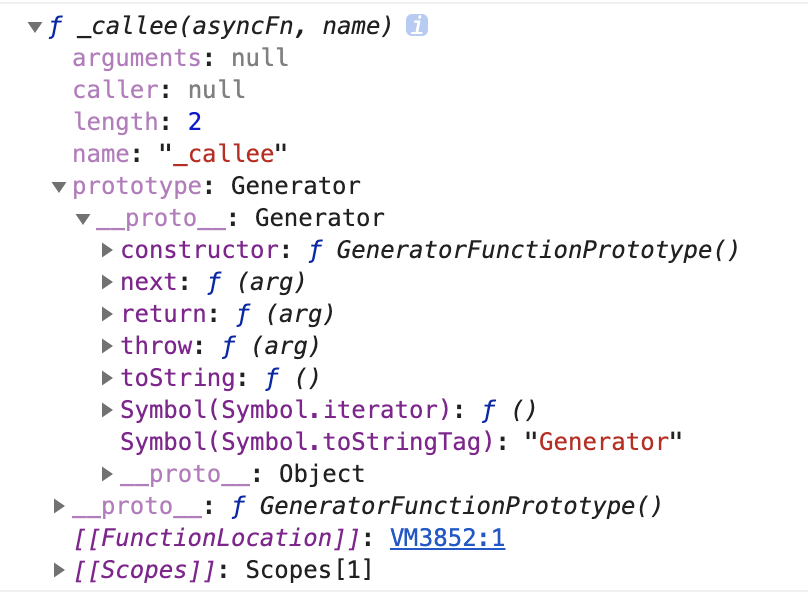 ▼ƒ _callee(asyncFn, name) i
arguments: null
caller: null
length: 2
name: "_callee"
▼prototype: Generator
▼__proto__: Generator
▶constructor: ƒ GeneratorFunctionPrototype()
▶next: ƒ (arg)
▶return: ƒ (arg)
▶throw: ƒ (arg)
▶toString: ƒ ()
▶Symbol(Symbol.iterator): ƒ ()
Symbol(Symbol.toStringTag): "Generator"
▶__proto__: Object
▶__proto__: ƒ GeneratorFunctionPrototype()
[[FunctionLocation]]: VM3852:1
▶[[Scopes]]: Scopes[1]